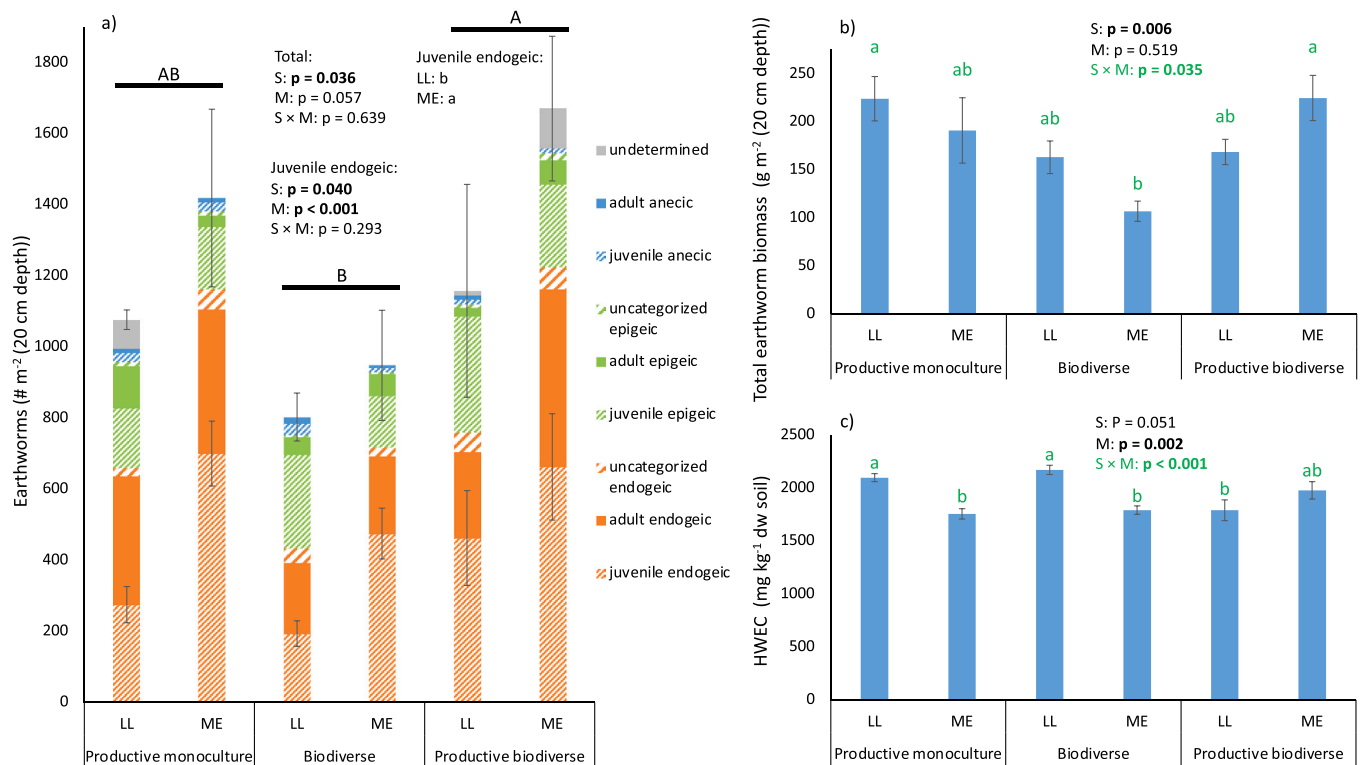 a)
Earthworms (# m⁻² (20 cm depth))
1800
1600
1400
1200
1000
800
600
400
200
0
AB
B
A
Total:
S: p = 0.036
M: p = 0.057
S × M: p = 0.639
Juvenile endogeic:
S: p = 0.040
M: p < 0.001
S × M: p = 0.293
Juvenile endogeic:
LL: b
ME: a
undetermined
adult anecic
juvenile anecic
uncategorized
epigeic
adult epigeic
juvenile epigeic
uncategorized
endogeic
adult endogeic
juvenile endogeic
LL ME LL ME LL ME
Productive monoculture Biodiverse Productive biodiverse
b)
Total earthworm biomass (g m⁻² (20 cm depth))
250
200
150
100
50
0
S: p = 0.006
M: p = 0.519
S × M: p = 0.035
a ab ab b ab a
LL ME LL ME LL ME
Productive monoculture Biodiverse Productive biodiverse
c)
HWEC (mg kg⁻¹ dw soil)
2500
2000
1500
1000
500
0
S: P = 0.051
M: p = 0.002
S × M: p < 0.001
a b a b b ab
LL ME LL ME LL ME
Productive monoculture Biodiverse Productive biodiverse